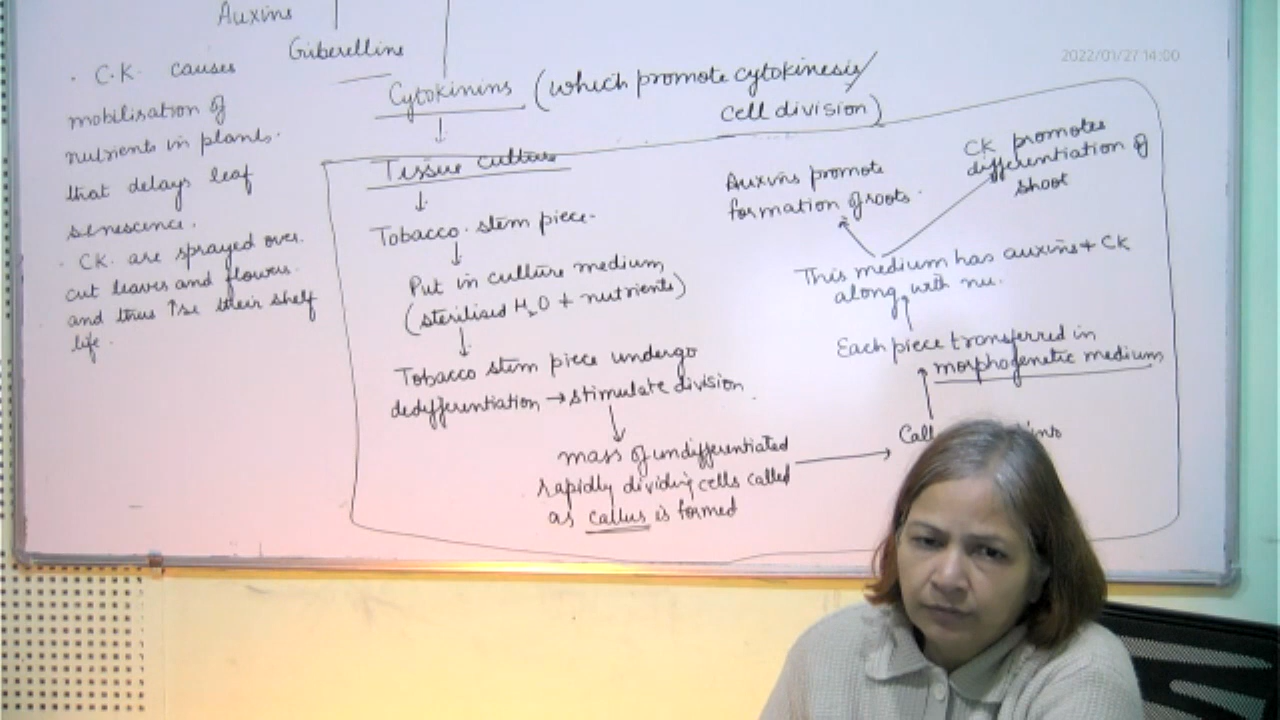 Auxins
Giberelline
2022/01/27 14:00
Cytokinins (which promote cytokinesis/
cell division)
· C.K. causes
mobilisation of
nutrients in plants.
that delays leaf
senescence.
· CK. are sprayed over.
cut leaves and flowers.
and thus ↑se their shelf
life.
Tissue culture
↓
Tobacco. stem piece.
↓
Put in culture medium
(sterilised H2O + nutrients)
↓
Tobacco stem piece undergo
dedifferentiation → stimulate division.
↓
mass of undifferentiated
rapidly dividing cells called
as callus is formed
Each piece transferred in
morphogenetic medium
This medium has auxins + CK
along with nu.
Auxins promote
formation of roots.
CK promotes
differentiation of
shoot